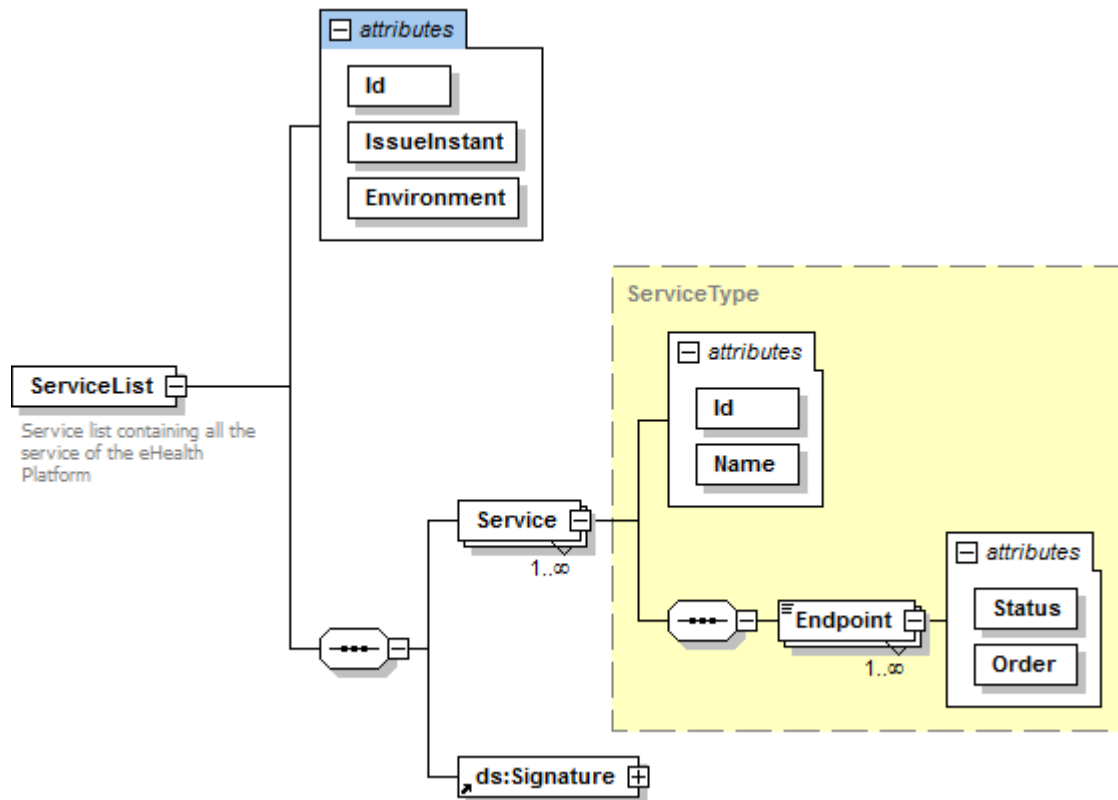 attributes
Id
IssueInstant
Environment
ServiceType
attributes
Id
Name
ServiceList
Service list containing all the
service of the eHealth
Platform
Service
1..∞
attributes
Status
Order
Endpoint
1..∞
ds:Signature